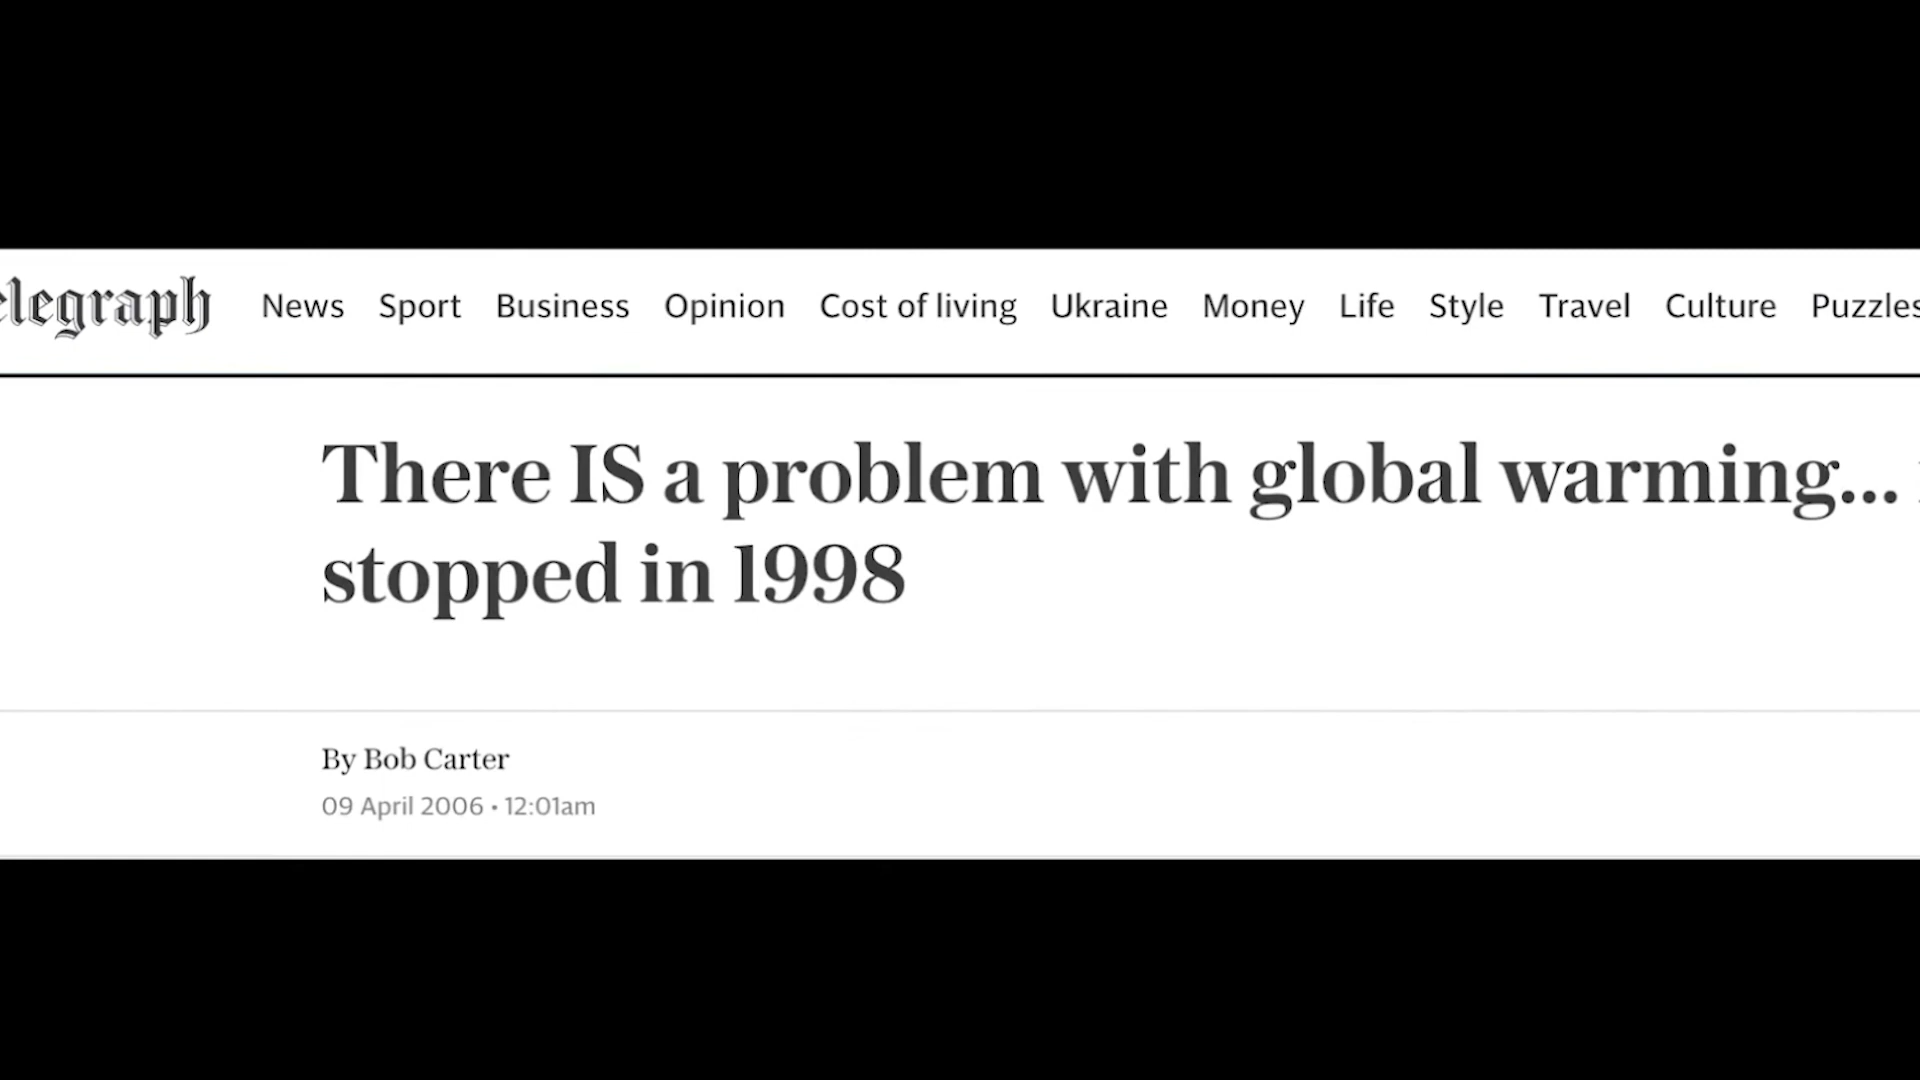 elegraph News Sport Business Opinion Cost of living Ukraine Money Life Style Travel Culture Puzzles
There IS a problem with global warming...
stopped in 1998
By Bob Carter
09 April 2006 • 12:01am